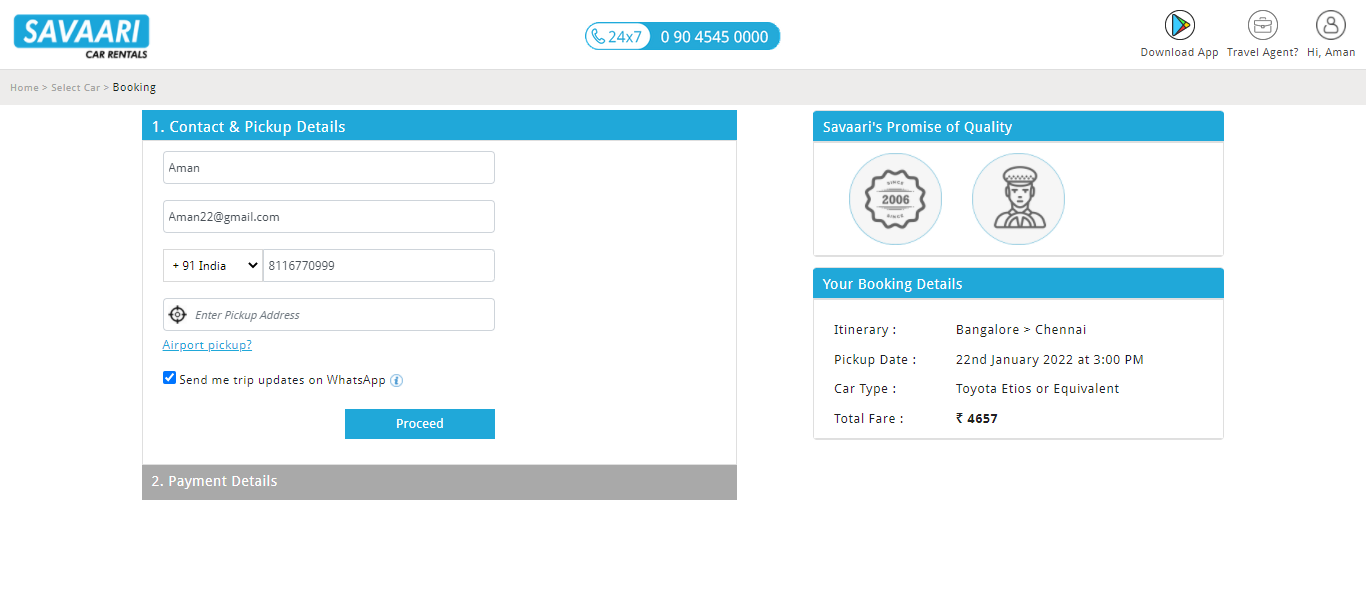 SAVAARI
CAR RENTALS
24x7 0 90 4545 0000
Download App
Travel Agent?
Hi, Aman
Home > Select Car > Booking
1. Contact & Pickup Details
Aman
Aman22@gmail.com
+ 91 India 8116770999
Enter Pickup Address
Airport pickup?
Send me trip updates on WhatsApp i
Proceed
2. Payment Details
Savaari's Promise of Quality
SINCE
2006
SINCE
Your Booking Details
Itinerary : Bangalore > Chennai
Pickup Date : 22nd January 2022 at 3:00 PM
Car Type : Toyota Etios or Equivalent
Total Fare : ₹ 4657